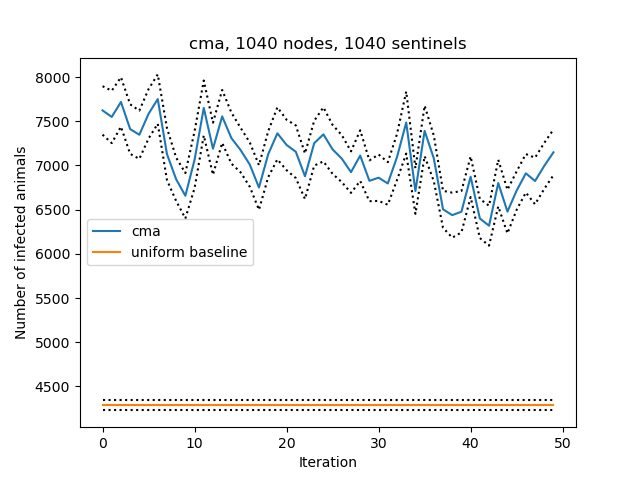 cma, 1040 nodes, 1040 sentinels
8000
7500
7000
6500
6000
5500
5000
4500
Number of infected animals
cma
uniform baseline
0 10 20 30 40 50
Iteration